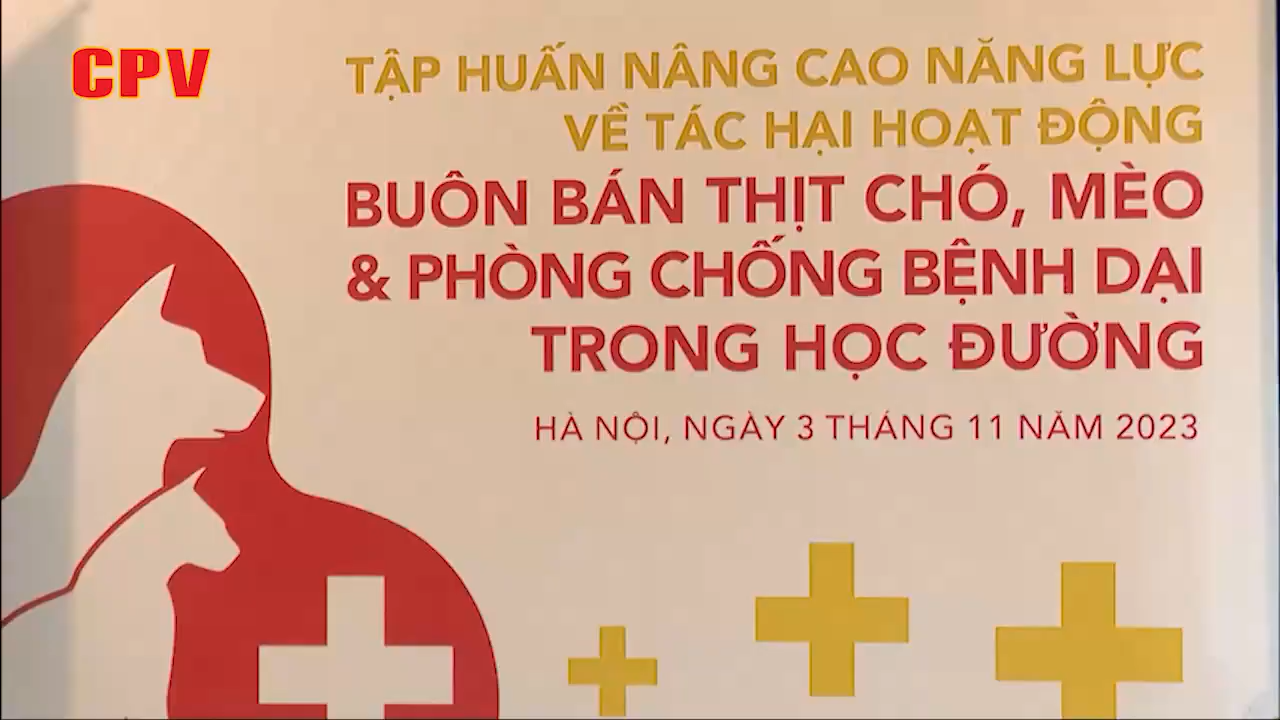 CPV
TẬP HUẤN NÂNG CAO NĂNG LỰC
VỀ TÁC HẠI HOẠT ĐỘNG
BUÔN BÁN THỊT CHÓ, MÈO
& PHÒNG CHỐNG BỆNH DẠI
TRONG HỌC ĐƯỜNG
HÀ NỘI, NGÀY 3 THÁNG 11 NĂM 2023